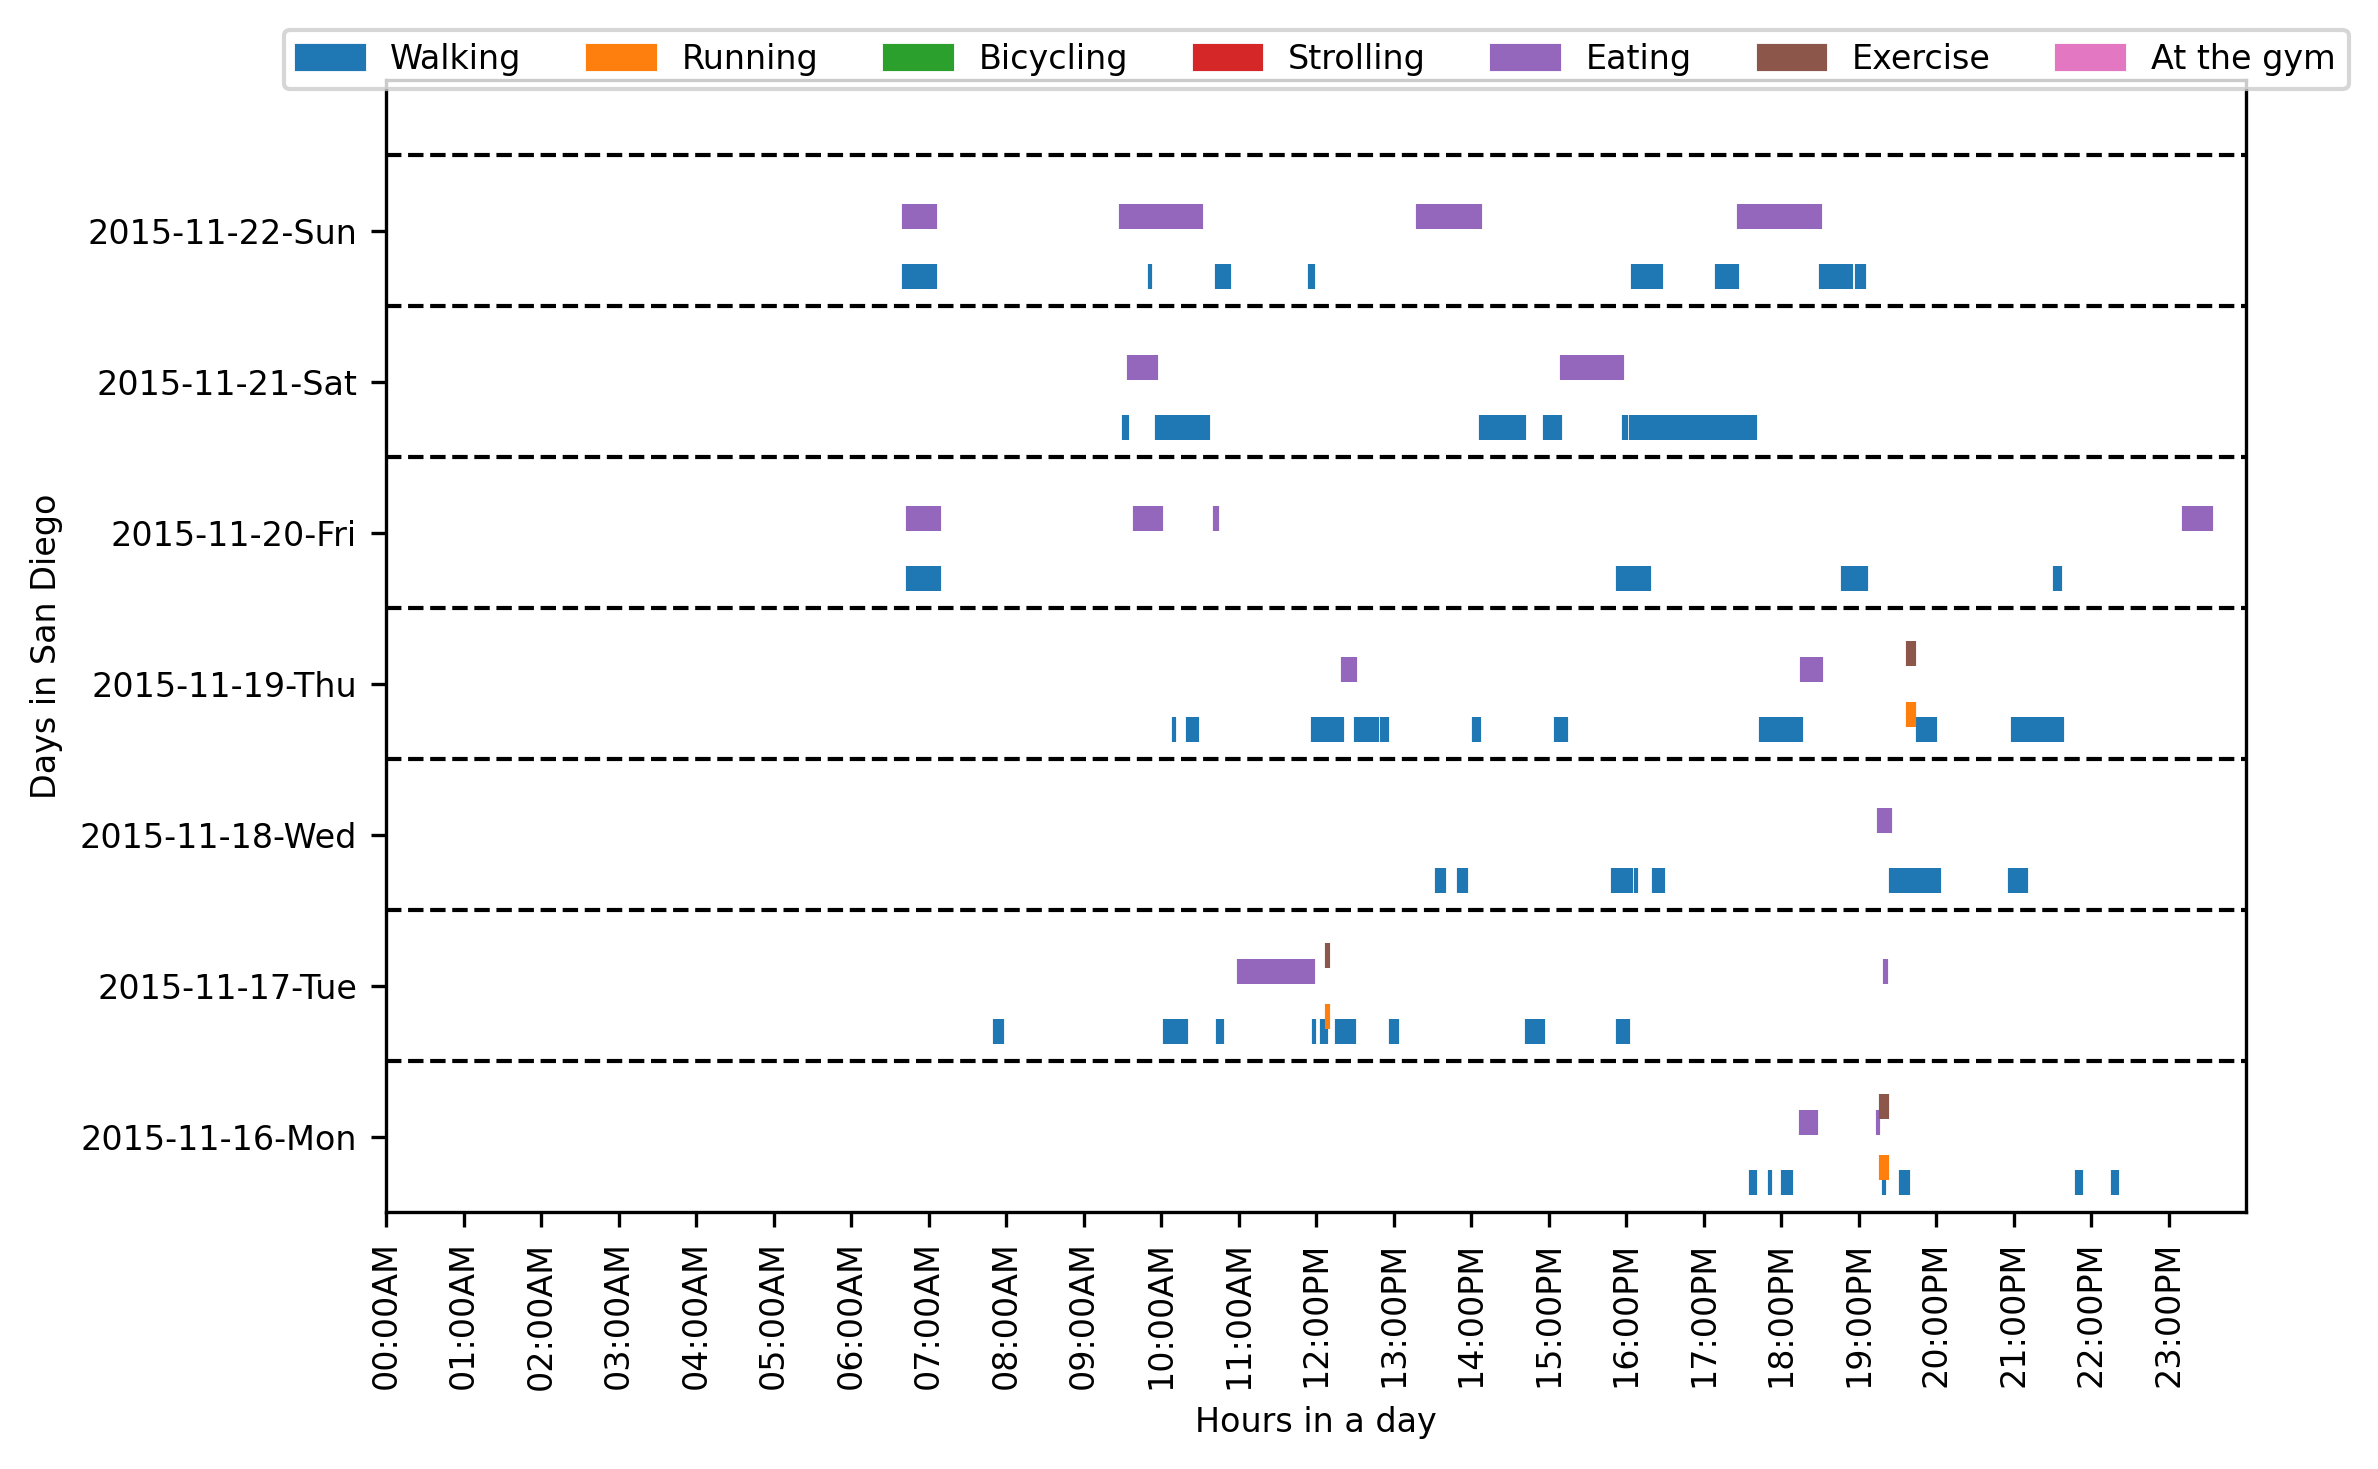 Walking Running Bicycling Strolling Eating Exercise At the gym
Days in San Diego
2015-11-22-Sun
2015-11-21-Sat
2015-11-20-Fri
2015-11-19-Thu
2015-11-18-Wed
2015-11-17-Tue
2015-11-16-Mon
00:00AM 01:00AM 02:00AM 03:00AM 04:00AM 05:00AM 06:00AM 07:00AM 08:00AM 09:00AM 10:00AM 11:00AM 12:00PM 13:00PM 14:00PM 15:00PM 16:00PM 17:00PM 18:00PM 19:00PM 20:00PM 21:00PM 22:00PM 23:00PM
Hours in a day